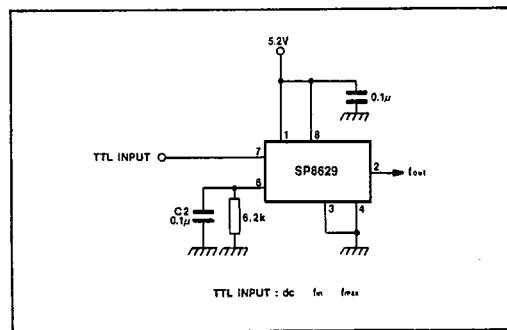 5.2V
0.1μ
1
8
TTL INPUT
7
SP8629
2
fout
6
C2
0.1μ
6.2k
3
4
TTL INPUT : dc fin fmax